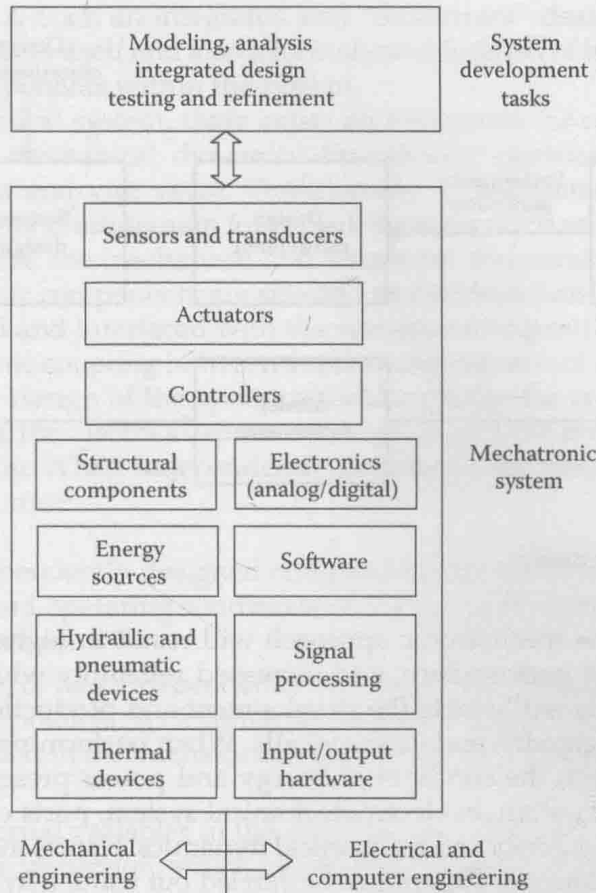 Modeling, analysis
integrated design
testing and refinement
System
development
tasks
Sensors and transducers
Actuators
Controllers
Structural
components
Electronics
(analog/digital)
Mechatronic
system
Energy
sources
Software
Hydraulic and
pneumatic
devices
Signal
processing
Thermal
devices
Input/output
hardware
Mechanical
engineering
Electrical and
computer engineering